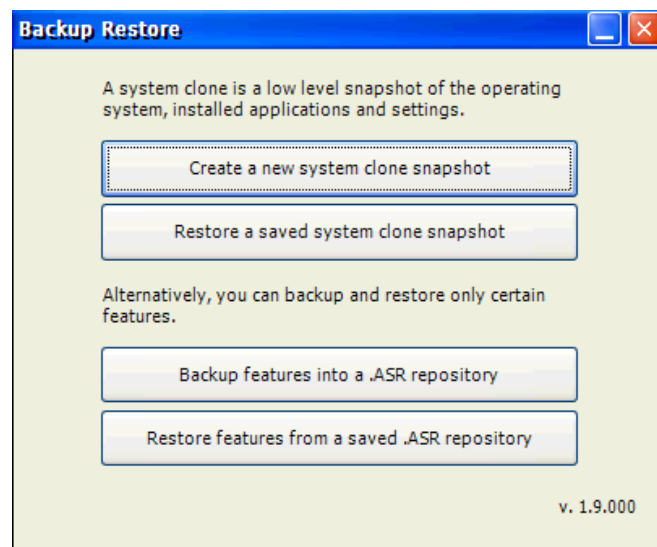 Backup Restore
A system clone is a low level snapshot of the operating
system, installed applications and settings.
Create a new system clone snapshot
Restore a saved system clone snapshot
Alternatively, you can backup and restore only certain
features.
Backup features into a .ASR repository
Restore features from a saved .ASR repository
v. 1.9.000